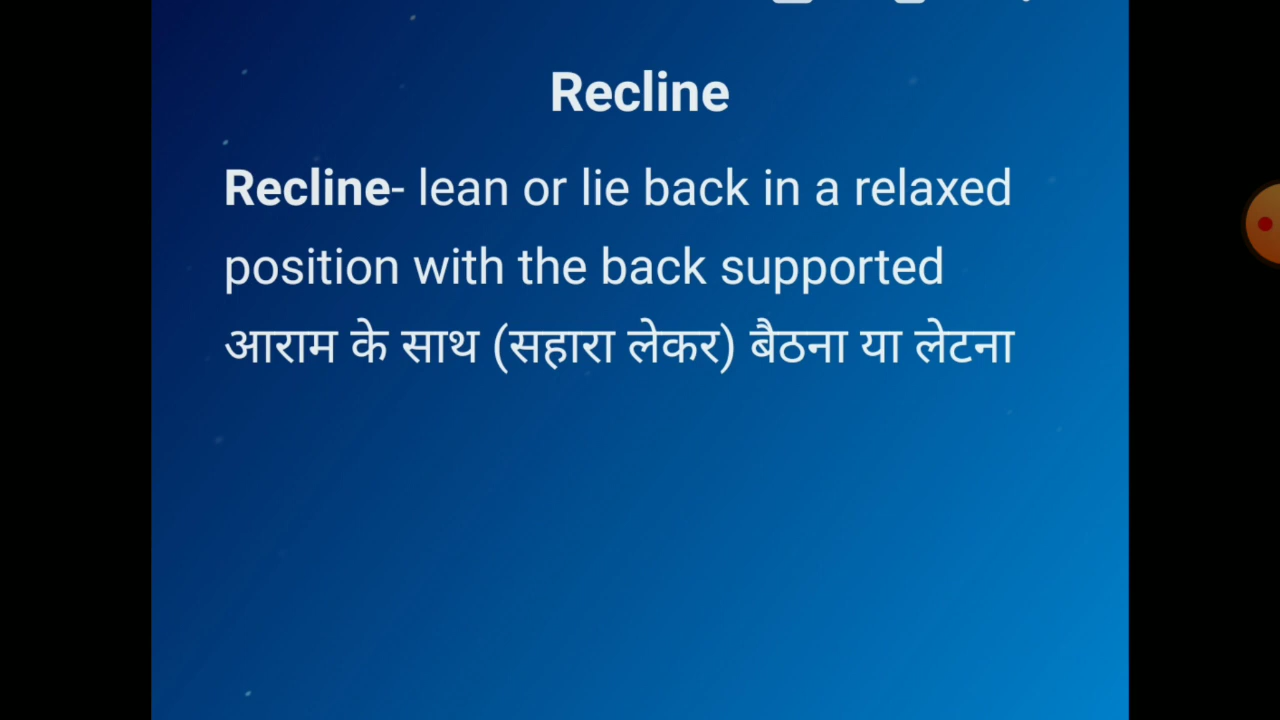 Recline
Recline- lean or lie back in a relaxed
position with the back supported
आराम के साथ (सहारा लेकर) बैठना या लेटना